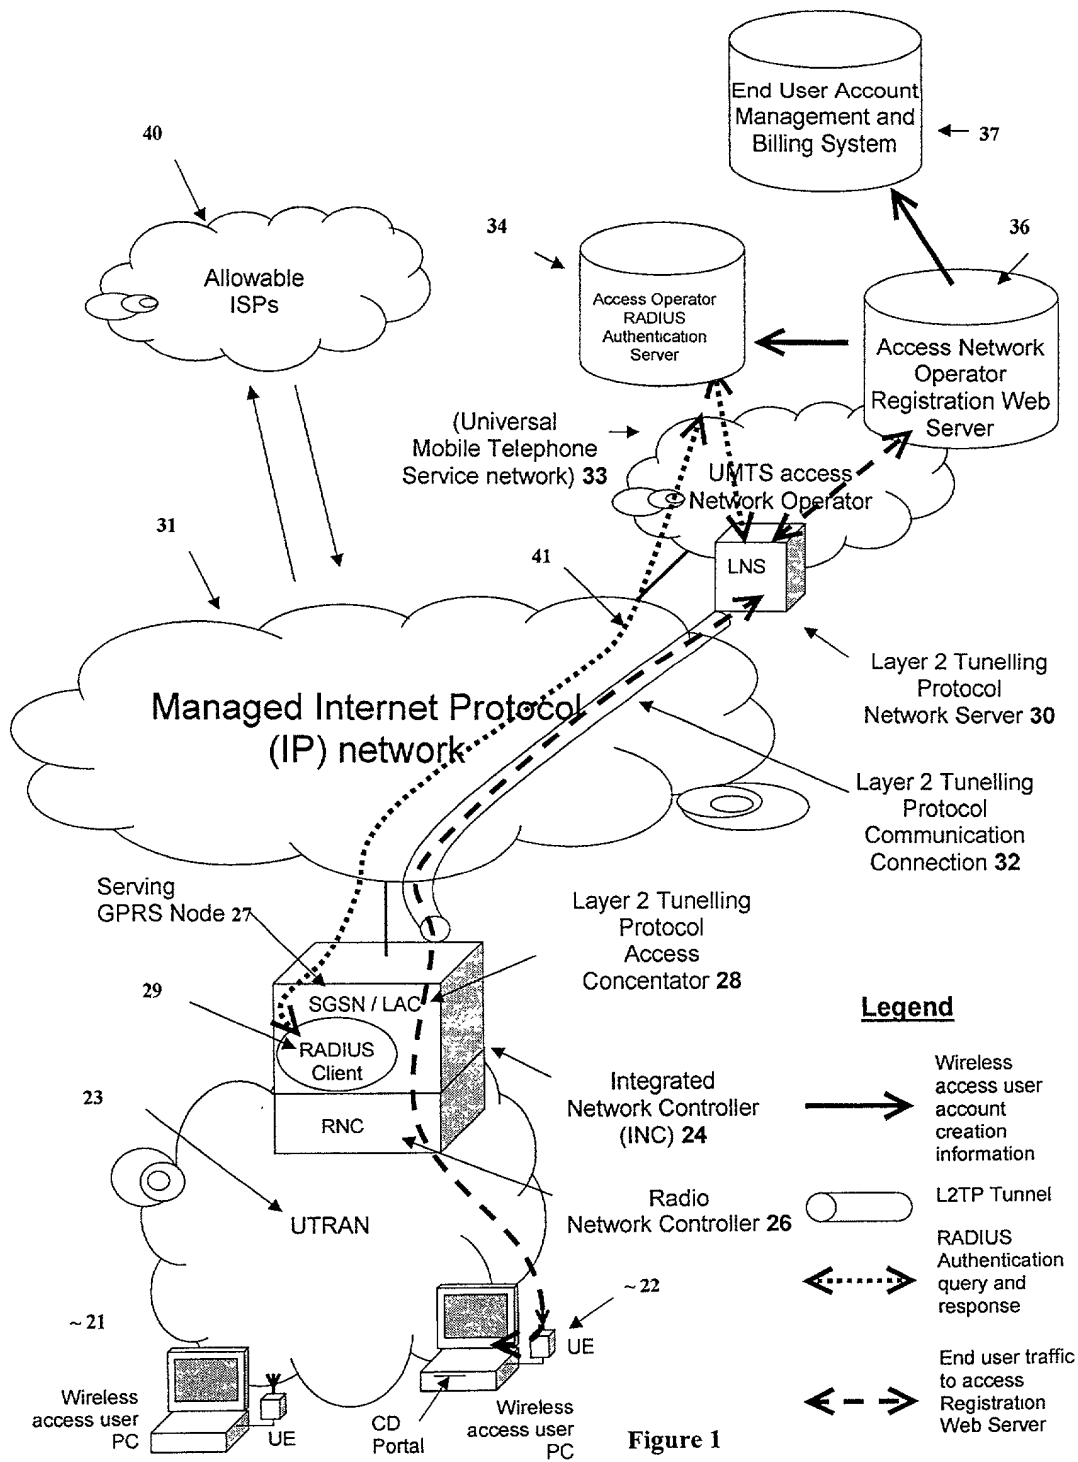 End User Account
Management and
Billing System
37
40
34
36
Allowable
ISPs
Access Operator
RADIUS
Authentication
Server
Access Network
Operator
Registration Web
Server
(Universal
Mobile Telephone
Service network) 33
UMTS access
Network Operator
31
41
LNS
Layer 2 Tunelling
Protocol
Network Server 30
Managed Internet Protocol
(IP) network
Layer 2 Tunelling
Protocol
Communication
Connection 32
Serving
GPRS Node 27
Layer 2 Tunelling
Protocol
Access
Concentator 28
29
SGSN / LAC
RADIUS
Client
Integrated
Network Controller
(INC) 24
23
RNC
Radio
Network Controller 26
UTRAN
~21
~22
UE
Wireless
access user
PC
UE
CD
Portal
Wireless
access user
PC
Legend
Wireless
access user
account
creation
information
L2TP Tunnel
RADIUS
Authentication
query and
response
End user traffic
to access
Registration
Web Server
Figure 1